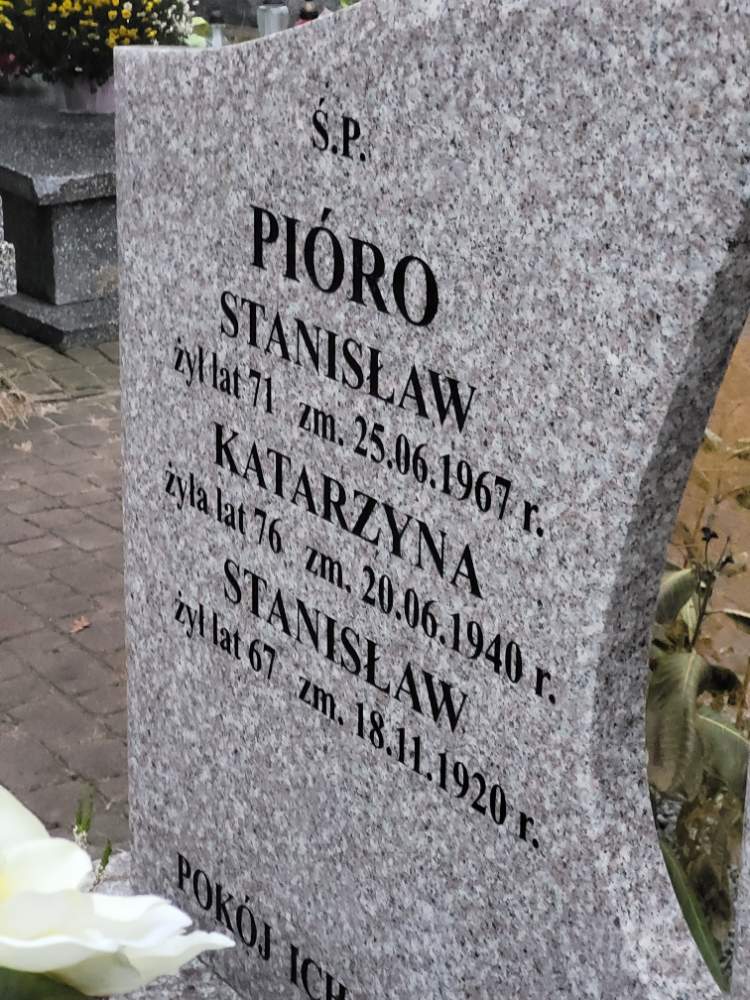 Ś.P.
PIÓRO
STANISŁAW
żył lat 71 zm. 25.06.1967 r.
KATARZYNA
żyła lat 76 zm. 20.06.1940 r.
STANISŁAW
żył lat 67 zm. 18.11.1920 r.
POKÓJ ICH